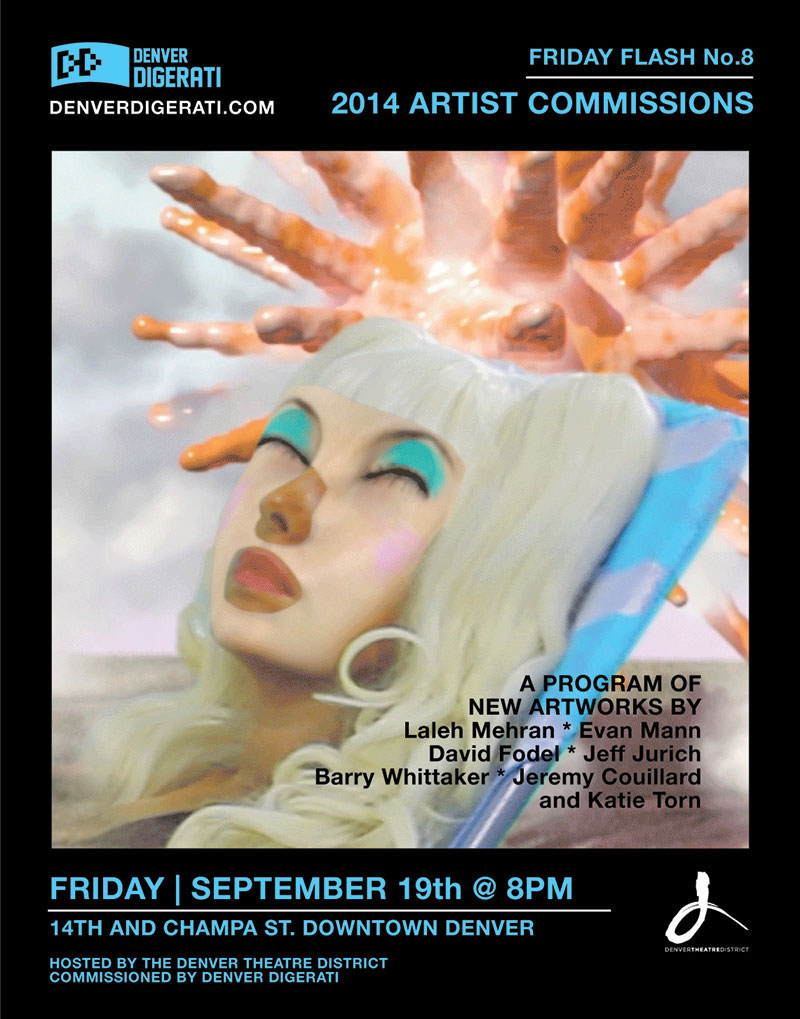 DENVER
DIGERATI
DENVERDIGERATI.COM
FRIDAY FLASH No.8
2014 ARTIST COMMISSIONS
A PROGRAM OF
NEW ARTWORKS BY
Laleh Mehran * Evan Mann
David Fodel * Jeff Jurich
Barry Whittaker * Jeremy Couillard
and Katie Torn
FRIDAY | SEPTEMBER 19th @ 8PM
14TH AND CHAMPA ST. DOWNTOWN DENVER
HOSTED BY THE DENVER THEATRE DISTRICT
COMMISSIONED BY DENVER DIGERATI
DENVERTHEATREDISTRICT